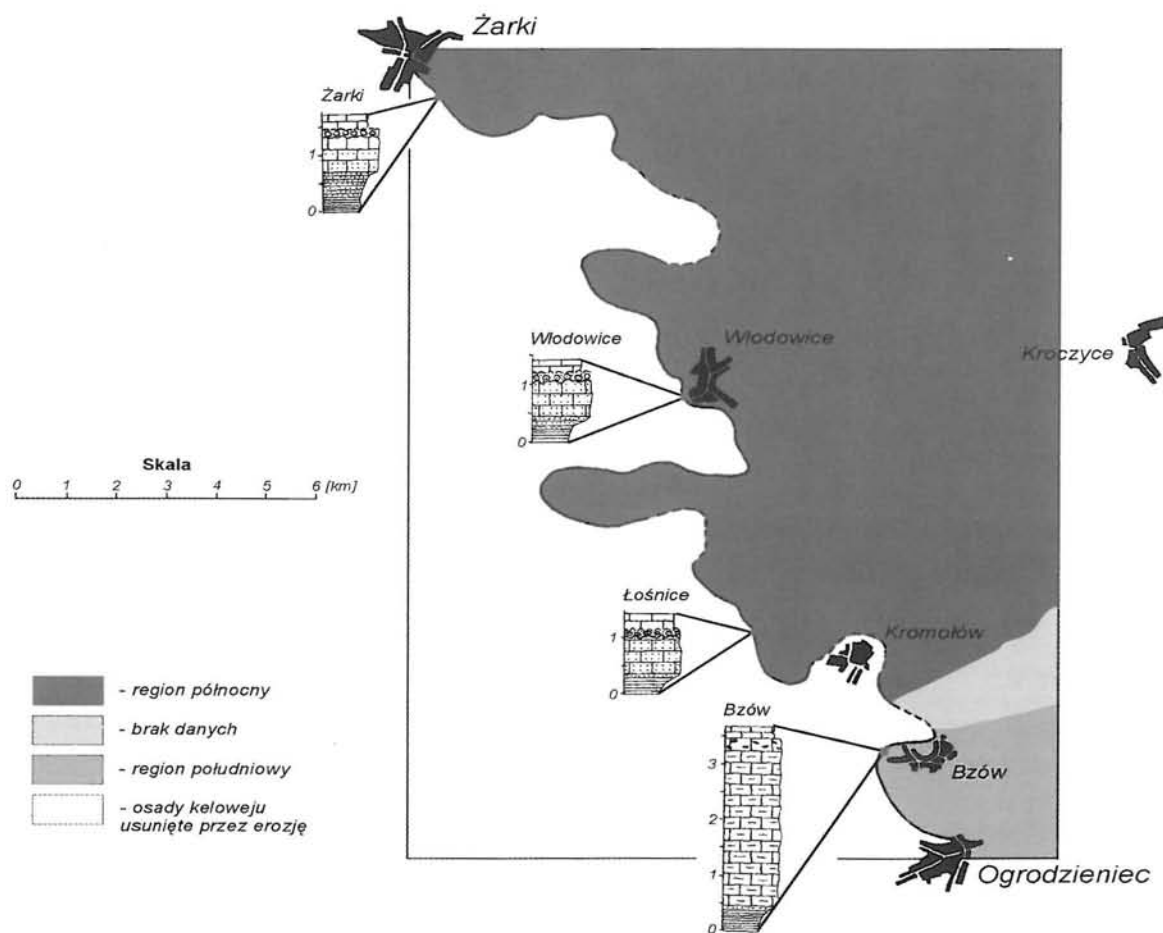 Żarki
Żarki
1
0
Włodowice
Włodowice
Kroczyce
1
0
Skala
0 1 2 3 4 5 6 [km]
Łośnice
1
0
Kromołów
- region północny
- brak danych
- region południowy
- osady keloweju
usunięte przez erozję
Bzów
3
2
1
0
Bzów
Ogrodzieniec